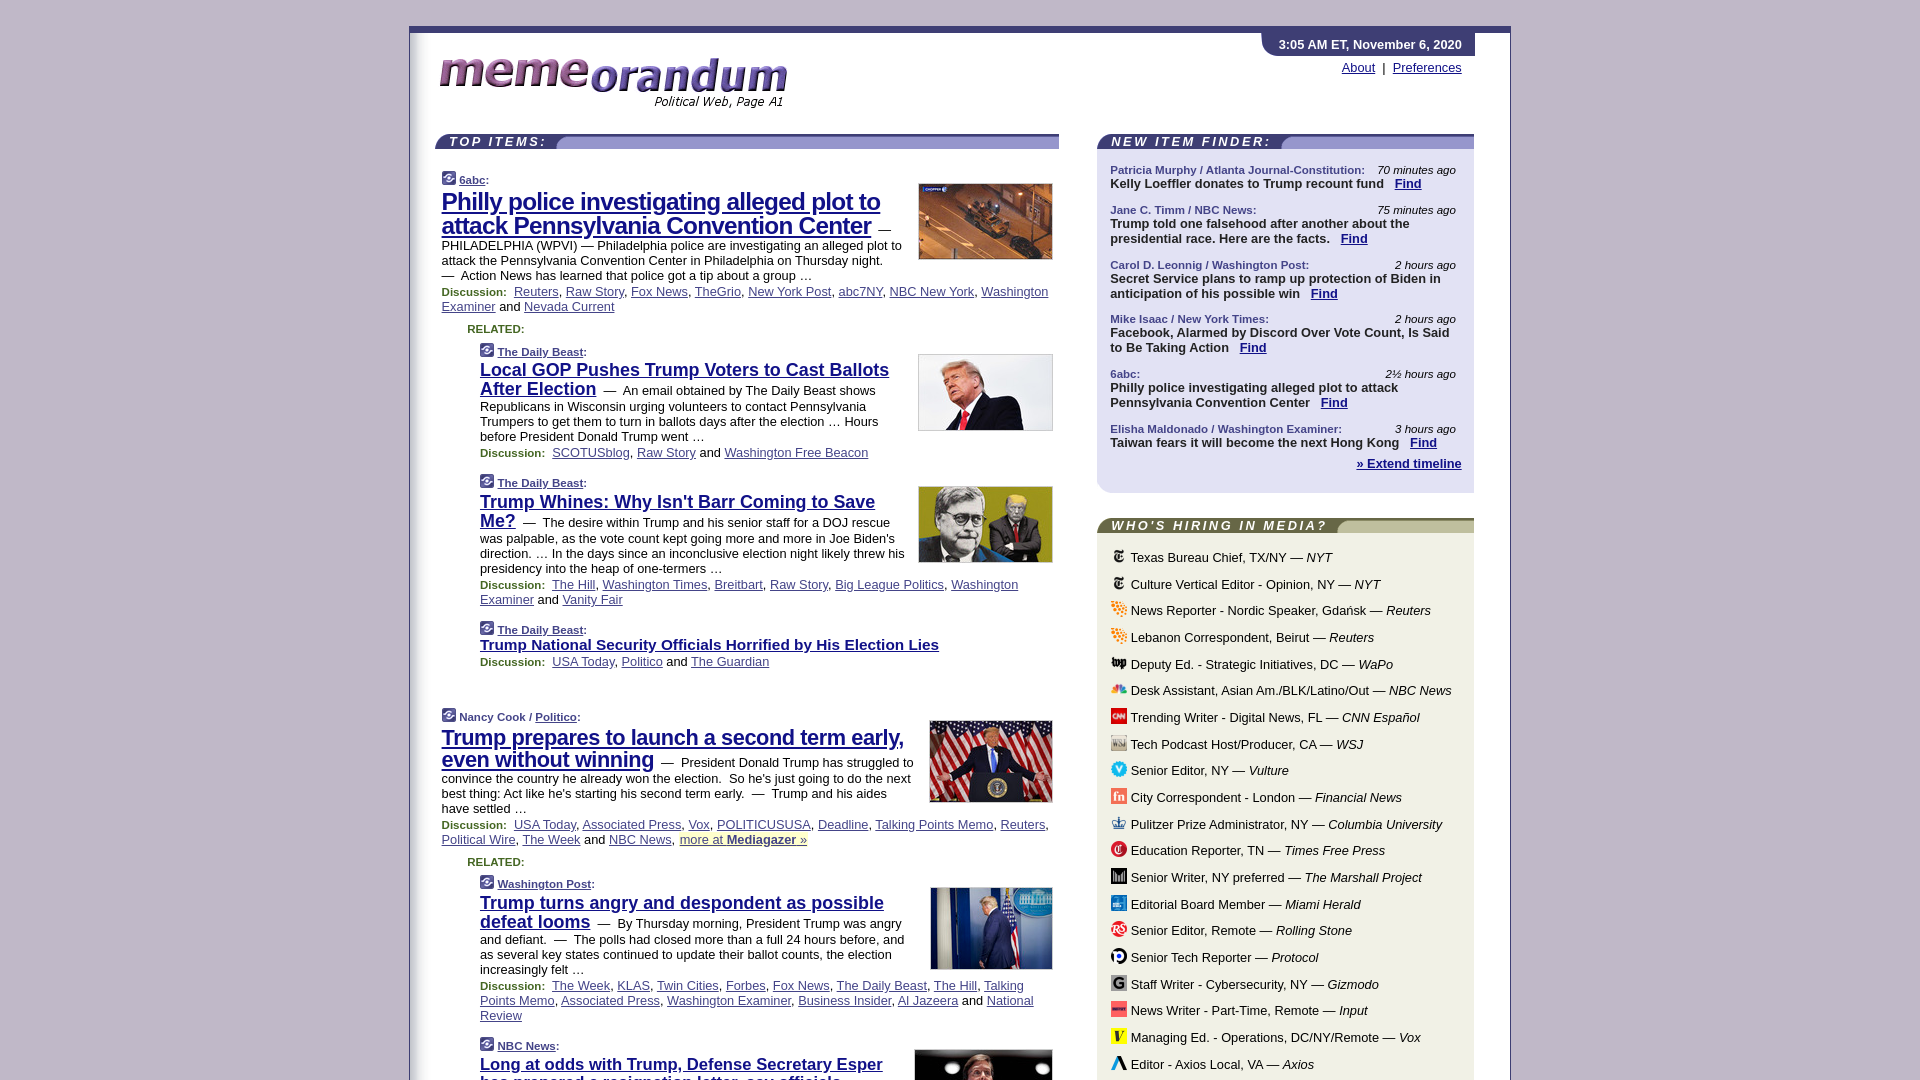 3:05 AM ET, November 6, 2020
About | Preferences
memeorandum
Political Web, Page A1
TOP ITEMS:
6abc:
Philly police investigating alleged plot to
attack Pennsylvania Convention Center —
PHILADELPHIA (WPVI) — Philadelphia police are investigating an alleged plot to
attack the Pennsylvania Convention Center in Philadelphia on Thursday night.
— Action News has learned that police got a tip about a group …
Discussion: Reuters, Raw Story, Fox News, TheGrio, New York Post, abc7NY, NBC New York, Washington
Examiner and Nevada Current
RELATED:
The Daily Beast:
Local GOP Pushes Trump Voters to Cast Ballots
After Election — An email obtained by The Daily Beast shows
Republicans in Wisconsin urging volunteers to contact Pennsylvania
Trumpers to get them to turn in ballots days after the election … Hours
before President Donald Trump went …
Discussion: SCOTUSblog, Raw Story and Washington Free Beacon
The Daily Beast:
Trump Whines: Why Isn't Barr Coming to Save
Me? — The desire within Trump and his senior staff for a DOJ rescue
was palpable, as the vote count kept going more and more in Joe Biden's
direction. … In the days since an inconclusive election night likely threw his
presidency into the heap of one-termers …
Discussion: The Hill, Washington Times, Breitbart, Raw Story, Big League Politics, Washington
Examiner and Vanity Fair
The Daily Beast:
Trump National Security Officials Horrified by His Election Lies
Discussion: USA Today, Politico and The Guardian
Nancy Cook / Politico:
Trump prepares to launch a second term early,
even without winning — President Donald Trump has struggled to
convince the country he already won the election. So he's just going to do the next
best thing: Act like he's starting his second term early. — Trump and his aides
have settled …
Discussion: USA Today, Associated Press, Vox, POLITICUSUSA, Deadline, Talking Points Memo, Reuters,
Political Wire, The Week and NBC News, more at Mediagazer »
RELATED:
Washington Post:
Trump turns angry and despondent as possible
defeat looms — By Thursday morning, President Trump was angry
and defiant. — The polls had closed more than a full 24 hours before, and
as several key states continued to update their ballot counts, the election
increasingly felt …
Discussion: The Week, KLAS, Twin Cities, Forbes, Fox News, The Daily Beast, The Hill, Talking
Points Memo, Associated Press, Washington Examiner, Business Insider, Al Jazeera and National
Review
NBC News:
Long at odds with Trump, Defense Secretary Esper
has prepared a resignation letter, say officials
NEW ITEM FINDER:
Patricia Murphy / Atlanta Journal-Constitution: 70 minutes ago
Kelly Loeffler donates to Trump recount fund Find
Jane C. Timm / NBC News: 75 minutes ago
Trump told one falsehood after another about the
presidential race. Here are the facts. Find
Carol D. Leonnig / Washington Post: 2 hours ago
Secret Service plans to ramp up protection of Biden in
anticipation of his possible win Find
Mike Isaac / New York Times: 2 hours ago
Facebook, Alarmed by Discord Over Vote Count, Is Said
to Be Taking Action Find
6abc: 2½ hours ago
Philly police investigating alleged plot to attack
Pennsylvania Convention Center Find
Elisha Maldonado / Washington Examiner: 3 hours ago
Taiwan fears it will become the next Hong Kong Find
» Extend timeline
WHO'S HIRING IN MEDIA?
Texas Bureau Chief, TX/NY — NYT
Culture Vertical Editor - Opinion, NY — NYT
News Reporter - Nordic Speaker, Gdańsk — Reuters
Lebanon Correspondent, Beirut — Reuters
Deputy Ed. - Strategic Initiatives, DC — WaPo
Desk Assistant, Asian Am./BLK/Latino/Out — NBC News
Trending Writer - Digital News, FL — CNN Español
Tech Podcast Host/Producer, CA — WSJ
Senior Editor, NY — Vulture
City Correspondent - London — Financial News
Pulitzer Prize Administrator, NY — Columbia University
Education Reporter, TN — Times Free Press
Senior Writer, NY preferred — The Marshall Project
Editorial Board Member — Miami Herald
Senior Editor, Remote — Rolling Stone
Senior Tech Reporter — Protocol
Staff Writer - Cybersecurity, NY — Gizmodo
News Writer - Part-Time, Remote — Input
Managing Ed. - Operations, DC/NY/Remote — Vox
Editor - Axios Local, VA — Axios